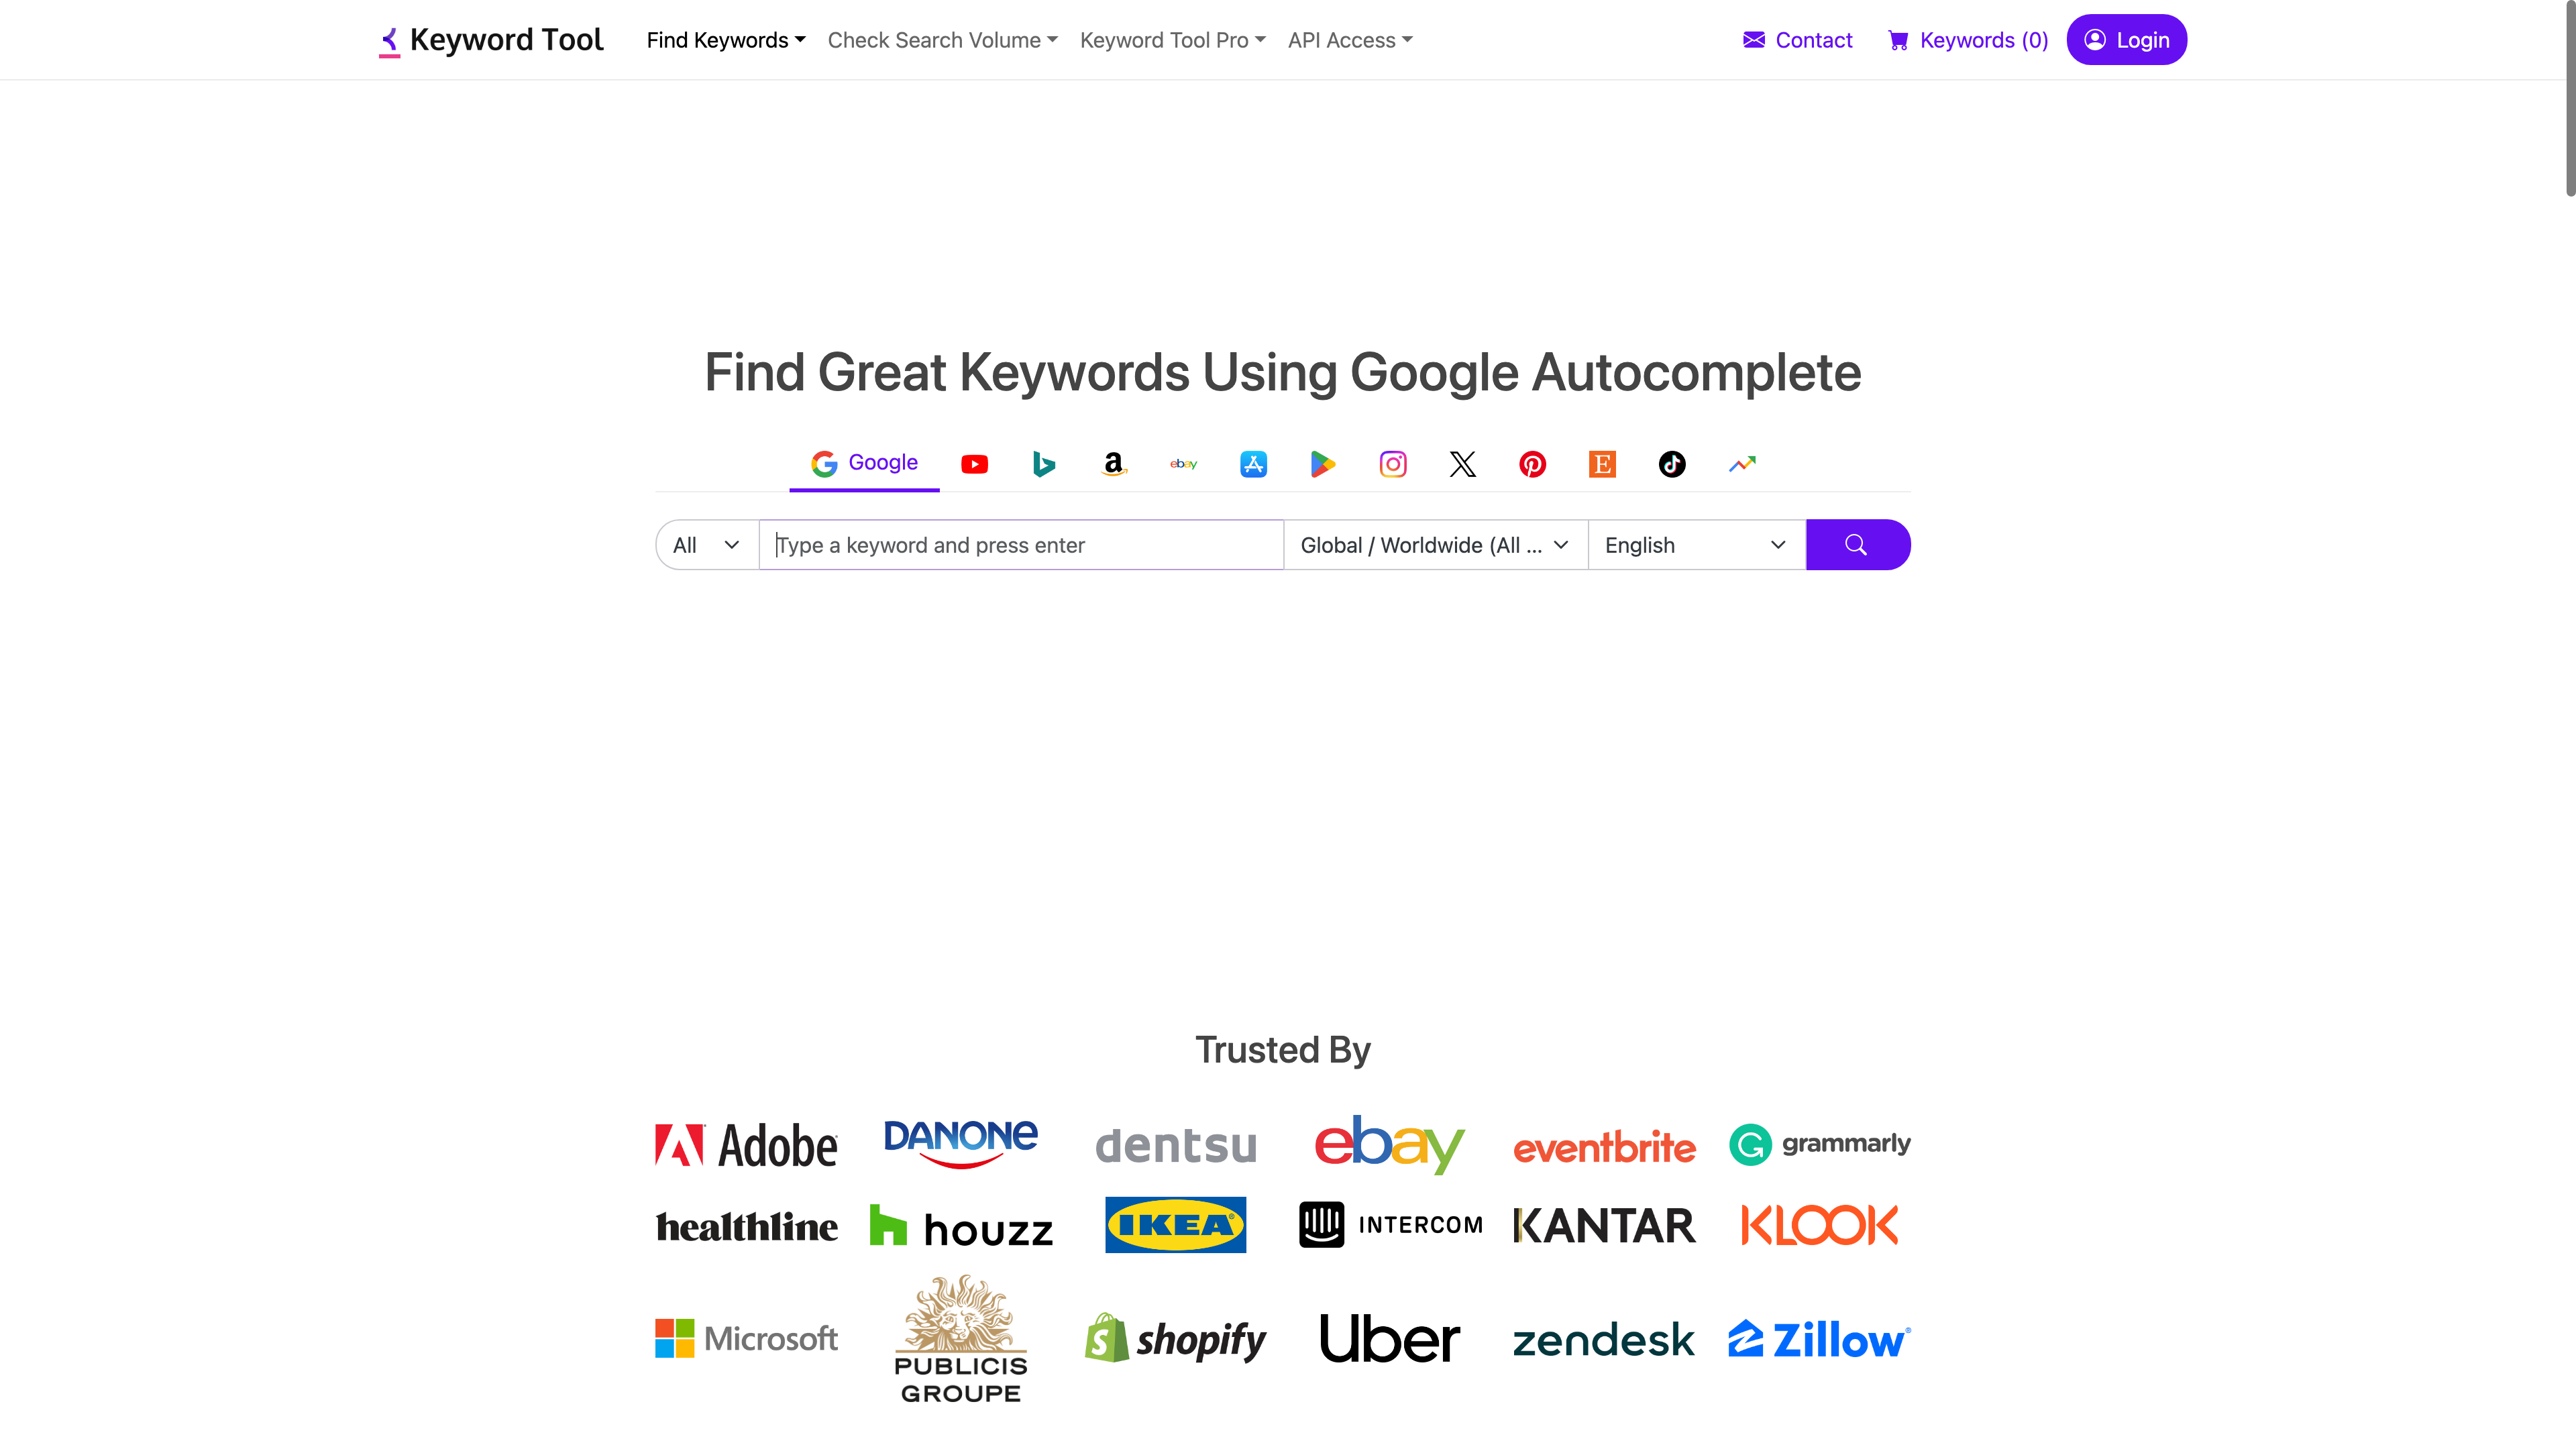 Keyword Tool Find Keywords Check Search Volume Keyword Tool Pro API Access Contact Keywords (0) Login
Find Great Keywords Using Google Autocomplete
Google a ebay E
All Type a keyword and press enter Global / Worldwide (All ... English
Trusted By
Adobe DANONE dentsu ebay eventbrite grammarly
healthline houzz IKEA INTERCOM KANTAR KLOOK
Microsoft PUBLICIS GROUPE shopify Uber zendesk Zillow